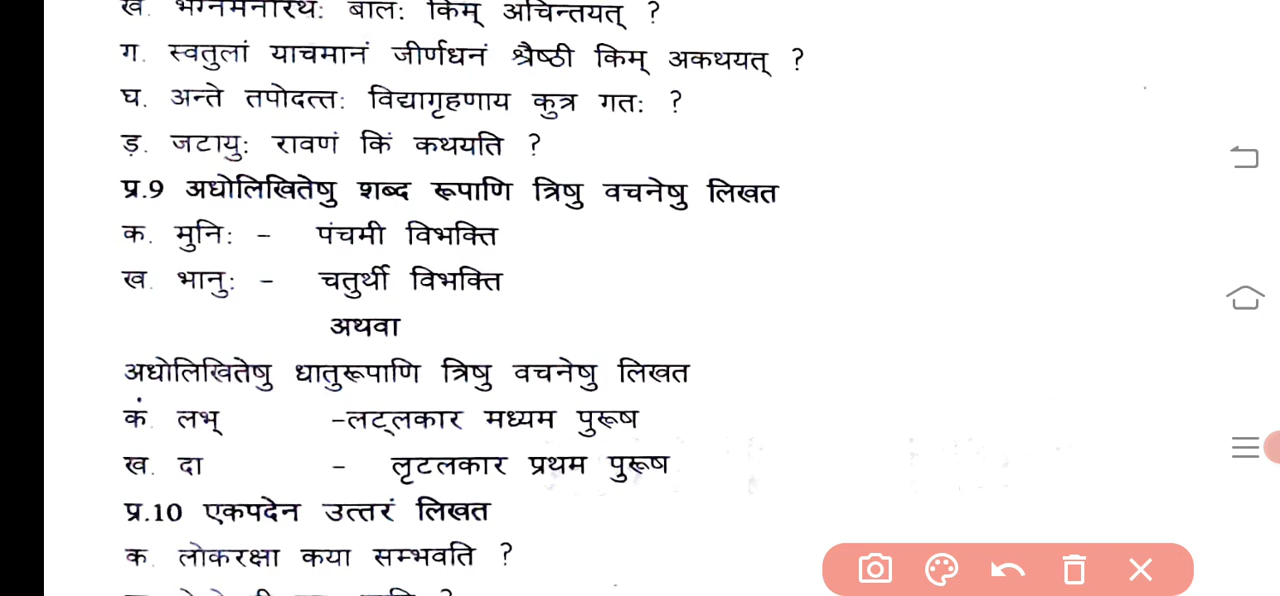 ख. भग्नमनोरथः बालः किम् अचिन्तयत् ?
ग. स्वतुलां याचमानं जीर्णधनं श्रैष्ठी किम् अकथयत् ?
घ. अन्ते तपोदत्तः विद्यागृहणाय कुत्र गतः ?
ड़. जटायुः रावणं किं कथयति ?
प्र.9 अधोलिखितेषु शब्द रूपाणि त्रिषु वचनेषु लिखत
क. मुनिः - पंचमी विभक्ति
ख. भानुः - चतुर्थी विभक्ति
अथवा
अधोलिखितेषु धातुरूपाणि त्रिषु वचनेषु लिखत
कं. लभ् -लट्लकार मध्यम पुरूष
ख. दा - लृटलकार प्रथम पुरूष
प्र.10 एकपदेन उत्तरं लिखत
क. लोकरक्षा कया सम्भवति ?